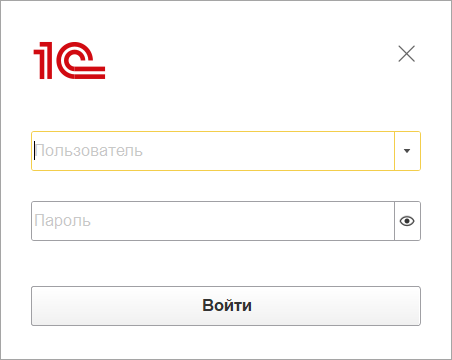 1С
Пользователь
Пароль
Войти